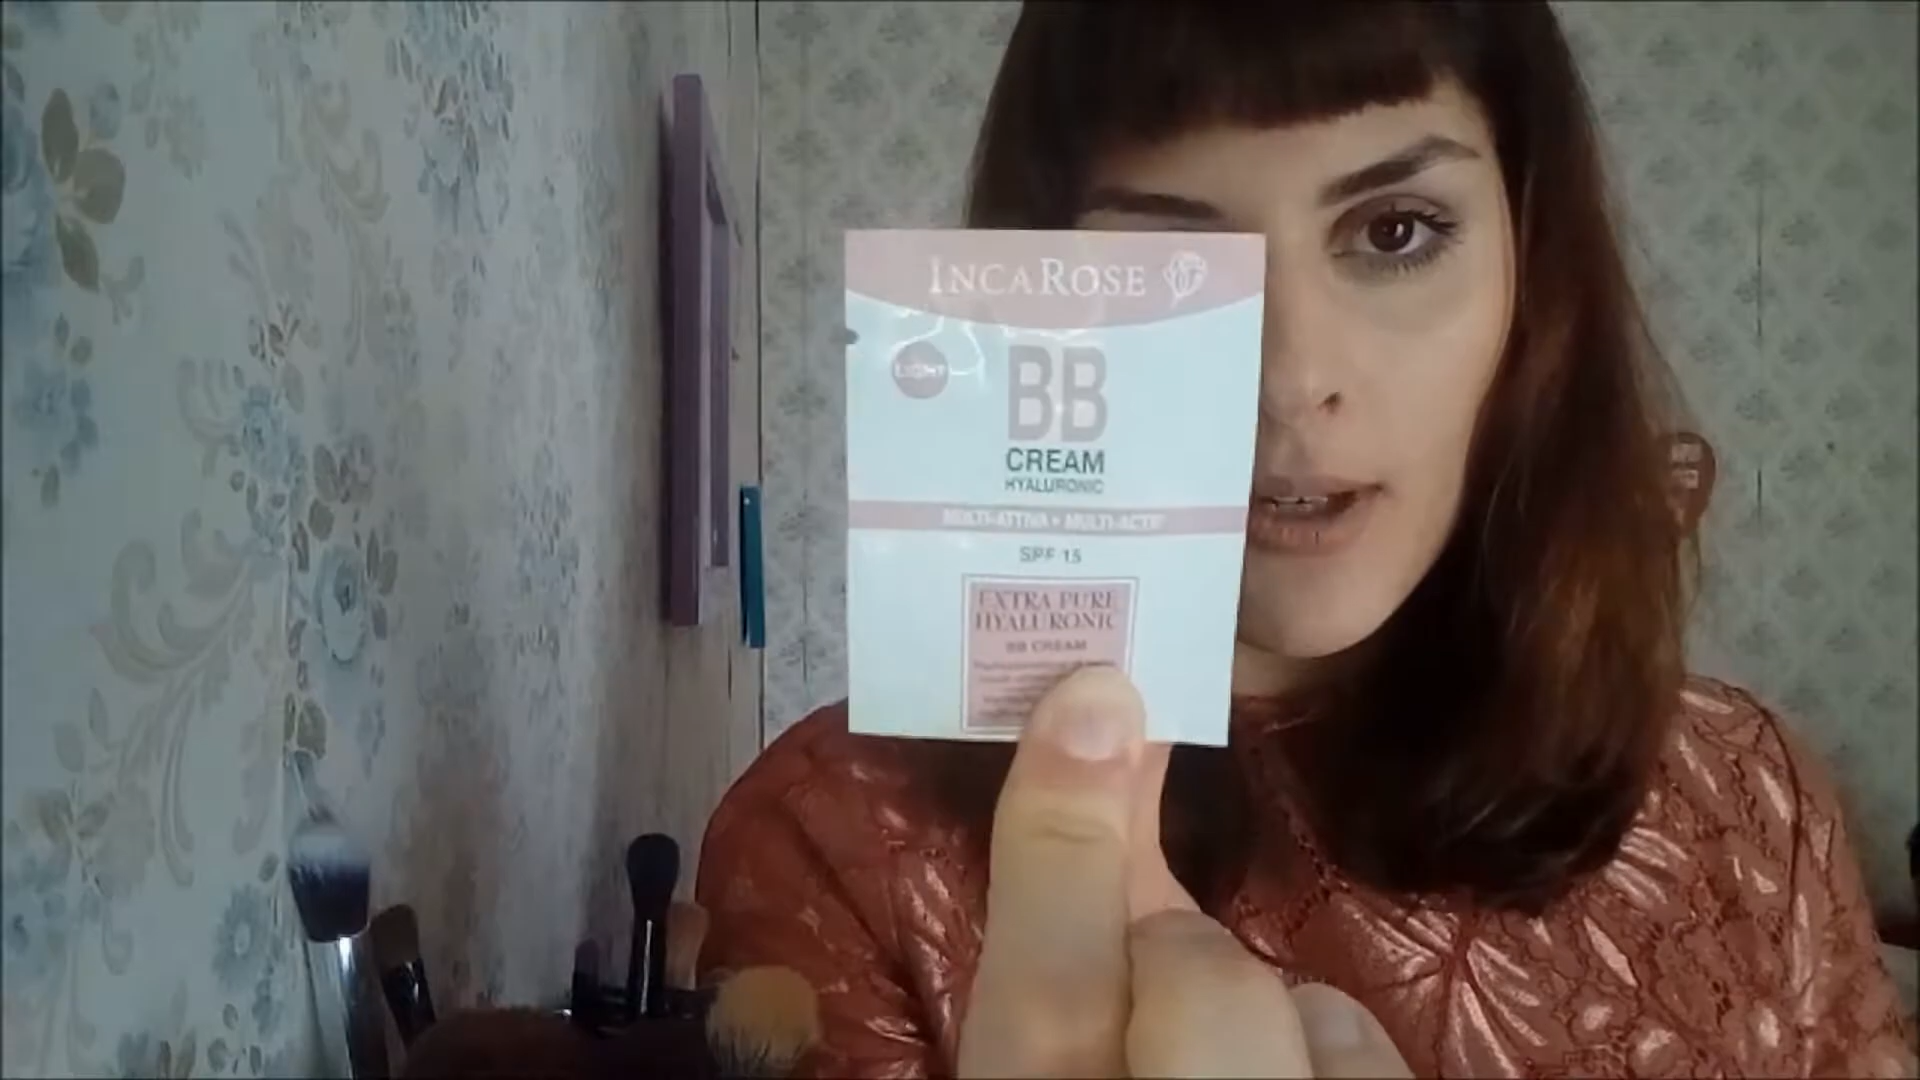 INCAROSE
LIGHT
BB
CREAM
HYALURONIC
MULTI-ATTIVA • MULTI-ACTIF
SPF 15
EXTRA PURE
HYALURONIC
BB CREAM